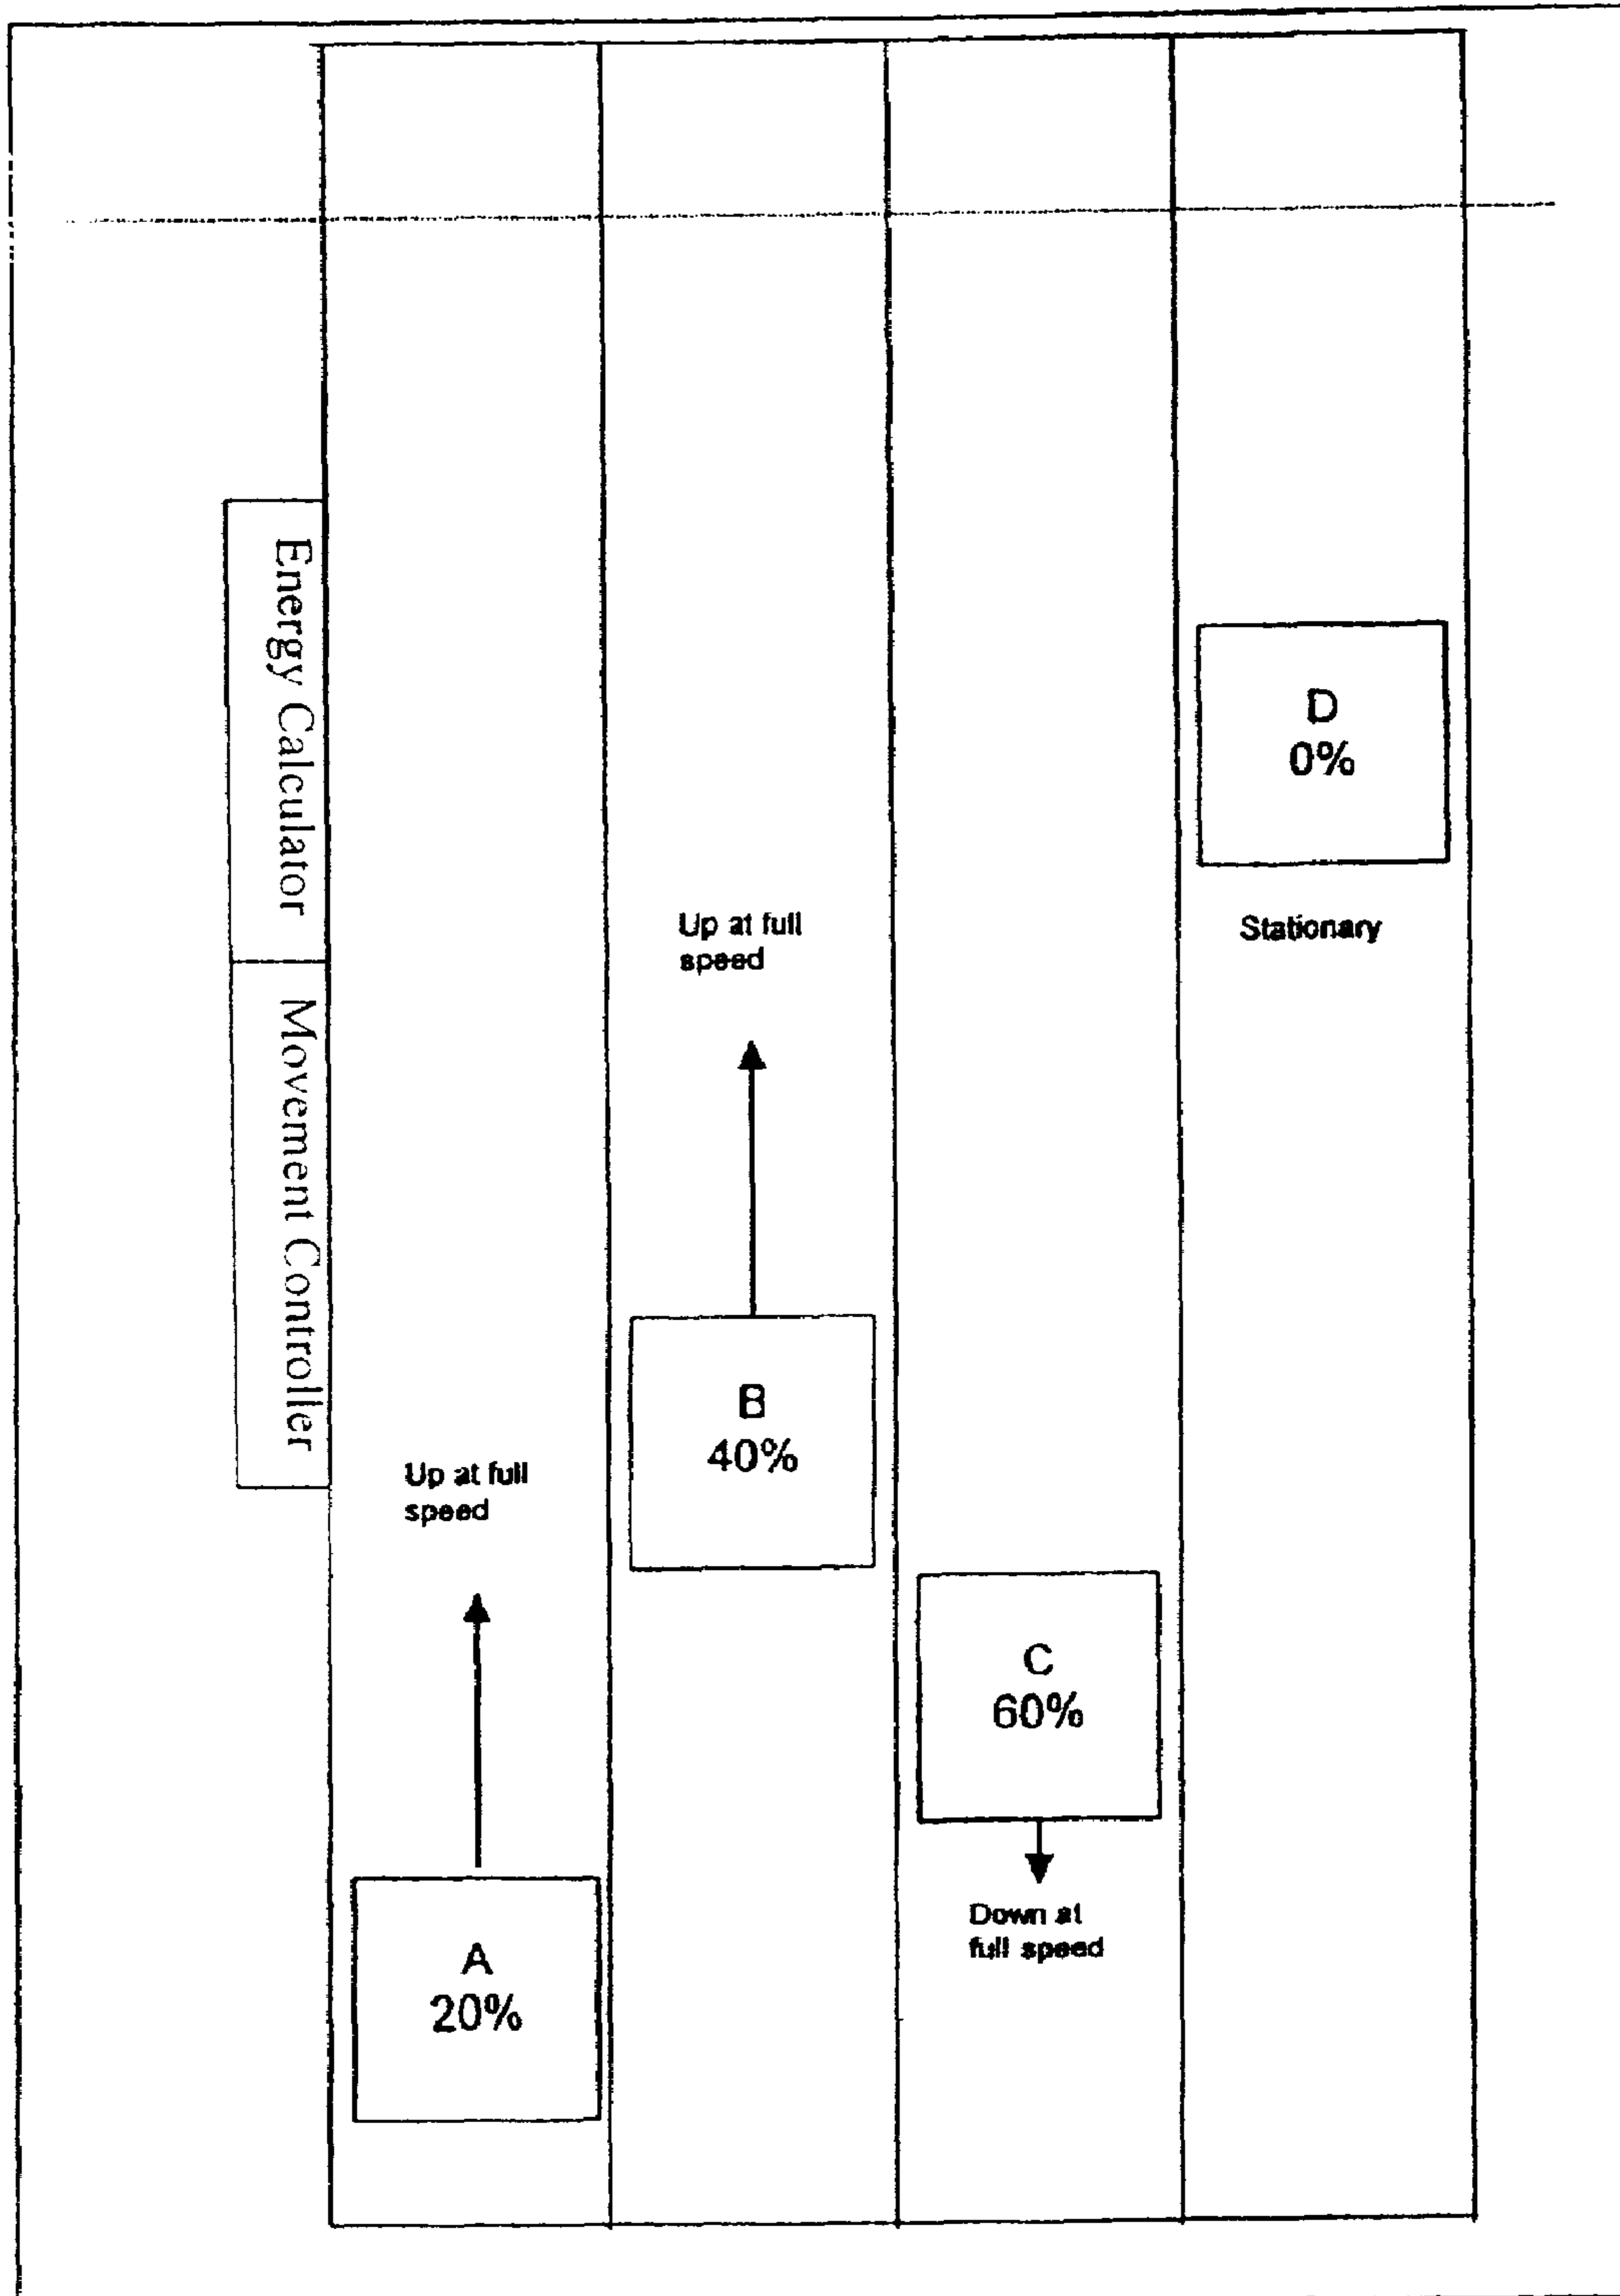 Energy Calculator
Movement Controller
D
0%
Stationary
Up at full
speed
B
40%
Up at full
speed
C
60%
Down at
full speed
A
20%